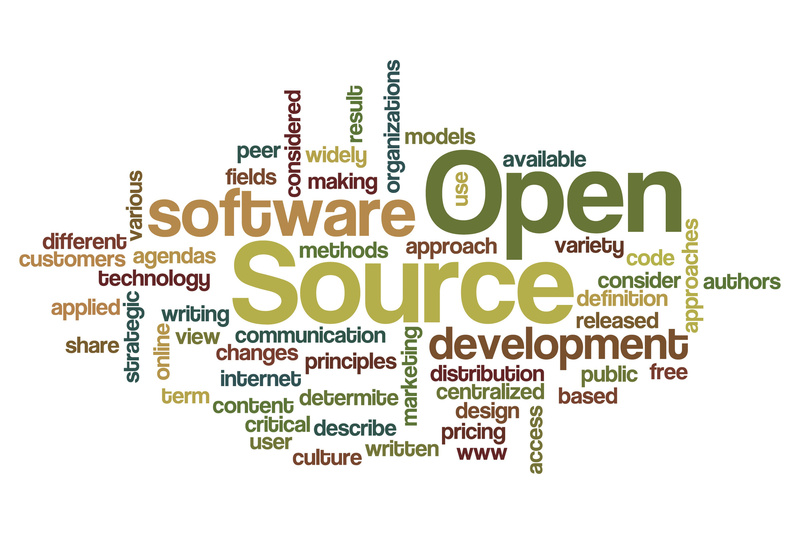 organizations
result
considered
models
peer
widely
available
fields
making
various
use
Open
software
different
customers
agendas
methods
approach
variety
code
approaches
technology
Source
consider
authors
applied
strategic
writing
definition
released
share
online
view
communication
marketing
development
changes
principles
internet
distribution
public
free
term
content
determite
centralized
based
critical
describe
design
access
user
written
pricing
culture
www